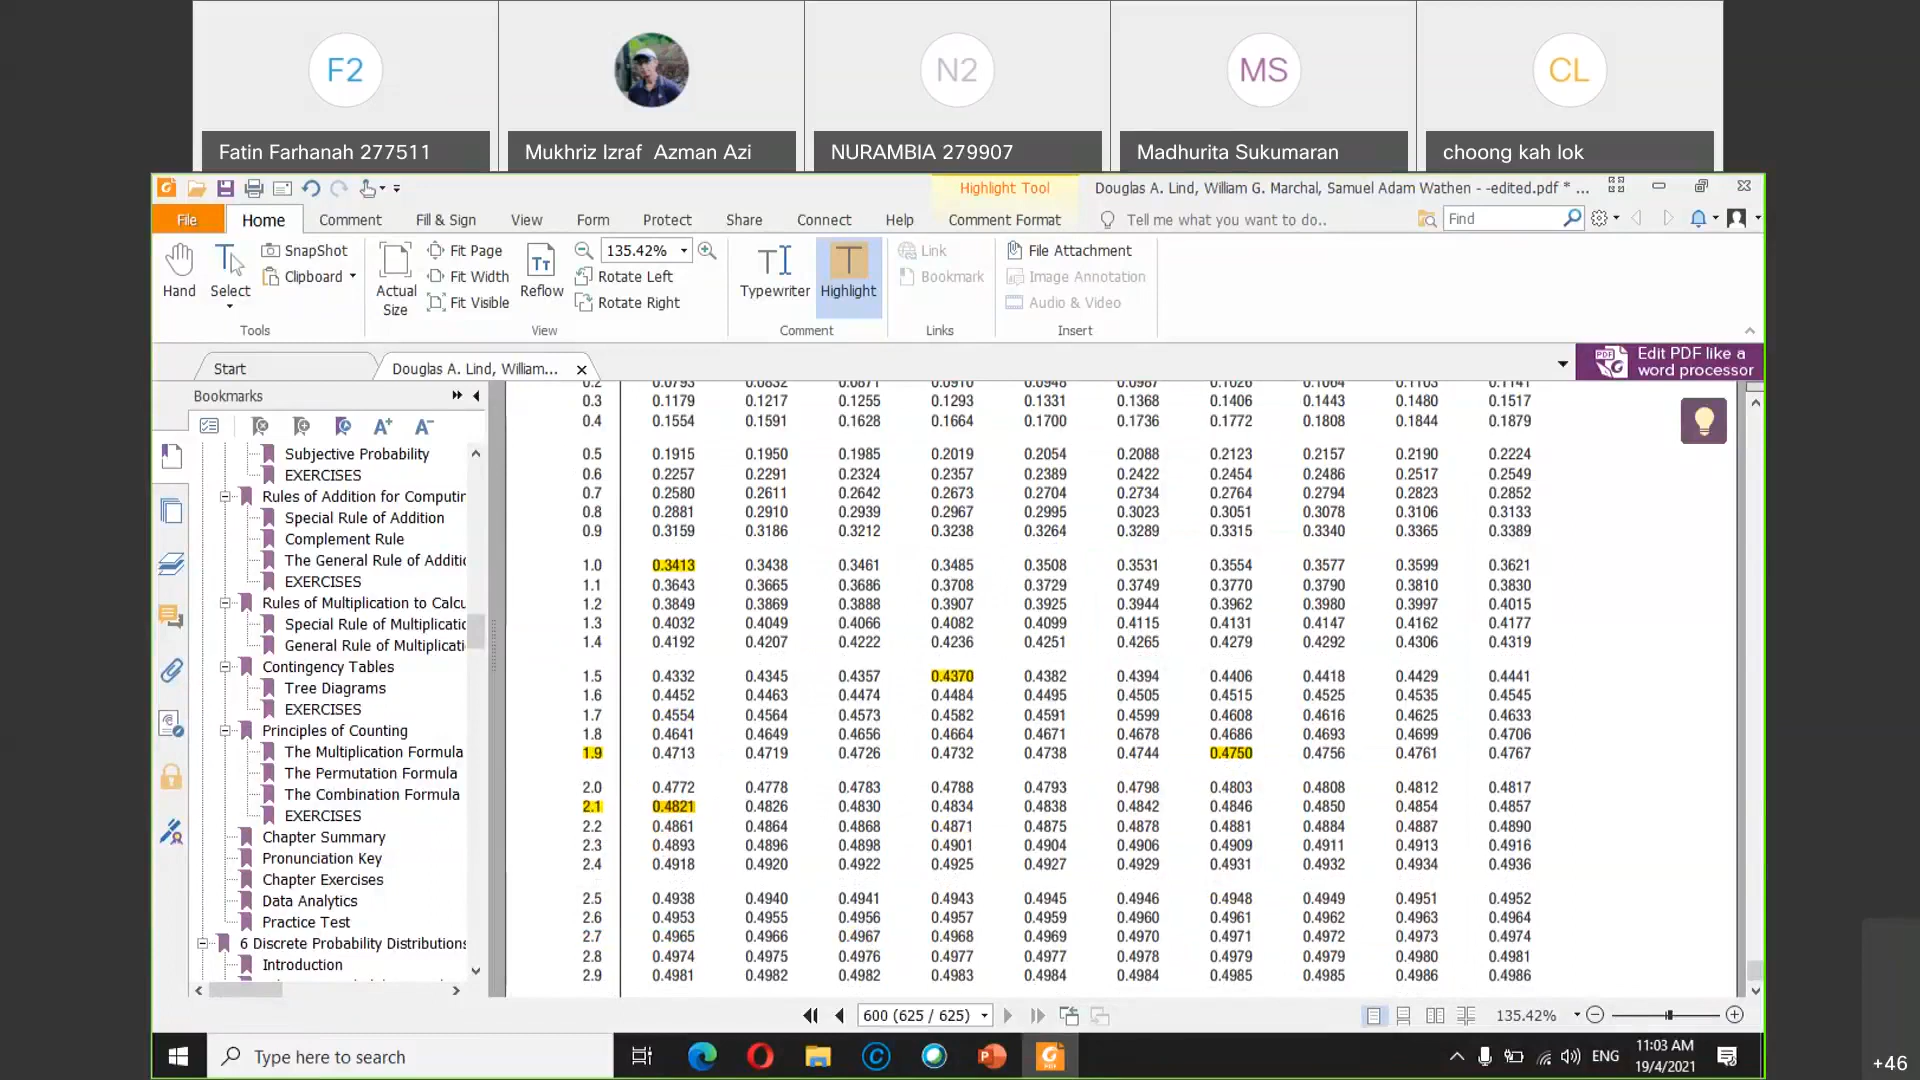 F2
N2
MS
CL
Fatin Farhanah 277511
Mukhriz Izraf Azman Azi
NURAMBIA 279907
Madhurita Sukumaran
choong kah lok
Highlight Tool
Douglas A. Lind, William G. Marchal, Samuel Adam Wathen - -edited.pdf * ...
File
Home
Comment
Fill & Sign
View
Form
Protect
Share
Connect
Help
Comment Format
Tell me what you want to do..
Find
Hand
Select
SnapShot
Clipboard
Tools
Actual Size
Fit Page
Fit Width
Fit Visible
Reflow
135.42%
Rotate Left
Rotate Right
View
Typewriter
Highlight
Comment
Link
Bookmark
Links
File Attachment
Image Annotation
Audio & Video
Insert
Start
Douglas A. Lind, William...
Edit PDF like a
word processor
Bookmarks
Subjective Probability
EXERCISES
Rules of Addition for Computin
Special Rule of Addition
Complement Rule
The General Rule of Additic
EXERCISES
Rules of Multiplication to Calcu
Special Rule of Multiplicatic
General Rule of Multiplicati
Contingency Tables
Tree Diagrams
EXERCISES
Principles of Counting
The Multiplication Formula
The Permutation Formula
The Combination Formula
EXERCISES
Chapter Summary
Pronunciation Key
Chapter Exercises
Data Analytics
Practice Test
6 Discrete Probability Distributions
Introduction
0.2 0.0793 0.0832 0.0871 0.0910 0.0948 0.0987 0.1026 0.1064 0.1103 0.1141
0.3 0.1179 0.1217 0.1255 0.1293 0.1331 0.1368 0.1406 0.1443 0.1480 0.1517
0.4 0.1554 0.1591 0.1628 0.1664 0.1700 0.1736 0.1772 0.1808 0.1844 0.1879
0.5 0.1915 0.1950 0.1985 0.2019 0.2054 0.2088 0.2123 0.2157 0.2190 0.2224
0.6 0.2257 0.2291 0.2324 0.2357 0.2389 0.2422 0.2454 0.2486 0.2517 0.2549
0.7 0.2580 0.2611 0.2642 0.2673 0.2704 0.2734 0.2764 0.2794 0.2823 0.2852
0.8 0.2881 0.2910 0.2939 0.2967 0.2995 0.3023 0.3051 0.3078 0.3106 0.3133
0.9 0.3159 0.3186 0.3212 0.3238 0.3264 0.3289 0.3315 0.3340 0.3365 0.3389
1.0 0.3413 0.3438 0.3461 0.3485 0.3508 0.3531 0.3554 0.3577 0.3599 0.3621
1.1 0.3643 0.3665 0.3686 0.3708 0.3729 0.3749 0.3770 0.3790 0.3810 0.3830
1.2 0.3849 0.3869 0.3888 0.3907 0.3925 0.3944 0.3962 0.3980 0.3997 0.4015
1.3 0.4032 0.4049 0.4066 0.4082 0.4099 0.4115 0.4131 0.4147 0.4162 0.4177
1.4 0.4192 0.4207 0.4222 0.4236 0.4251 0.4265 0.4279 0.4292 0.4306 0.4319
1.5 0.4332 0.4345 0.4357 0.4370 0.4382 0.4394 0.4406 0.4418 0.4429 0.4441
1.6 0.4452 0.4463 0.4474 0.4484 0.4495 0.4505 0.4515 0.4525 0.4535 0.4545
1.7 0.4554 0.4564 0.4573 0.4582 0.4591 0.4599 0.4608 0.4616 0.4625 0.4633
1.8 0.4641 0.4649 0.4656 0.4664 0.4671 0.4678 0.4686 0.4693 0.4699 0.4706
1.9 0.4713 0.4719 0.4726 0.4732 0.4738 0.4744 0.4750 0.4756 0.4761 0.4767
2.0 0.4772 0.4778 0.4783 0.4788 0.4793 0.4798 0.4803 0.4808 0.4812 0.4817
2.1 0.4821 0.4826 0.4830 0.4834 0.4838 0.4842 0.4846 0.4850 0.4854 0.4857
2.2 0.4861 0.4864 0.4868 0.4871 0.4875 0.4878 0.4881 0.4884 0.4887 0.4890
2.3 0.4893 0.4896 0.4898 0.4901 0.4904 0.4906 0.4909 0.4911 0.4913 0.4916
2.4 0.4918 0.4920 0.4922 0.4925 0.4927 0.4929 0.4931 0.4932 0.4934 0.4936
2.5 0.4938 0.4940 0.4941 0.4943 0.4945 0.4946 0.4948 0.4949 0.4951 0.4952
2.6 0.4953 0.4955 0.4956 0.4957 0.4959 0.4960 0.4961 0.4962 0.4963 0.4964
2.7 0.4965 0.4966 0.4967 0.4968 0.4969 0.4970 0.4971 0.4972 0.4973 0.4974
2.8 0.4974 0.4975 0.4976 0.4977 0.4977 0.4978 0.4979 0.4979 0.4980 0.4981
2.9 0.4981 0.4982 0.4982 0.4983 0.4984 0.4984 0.4985 0.4985 0.4986 0.4986
600 (625 / 625)
135.42%
Type here to search
ENG
11:03 AM
19/4/2021
+46